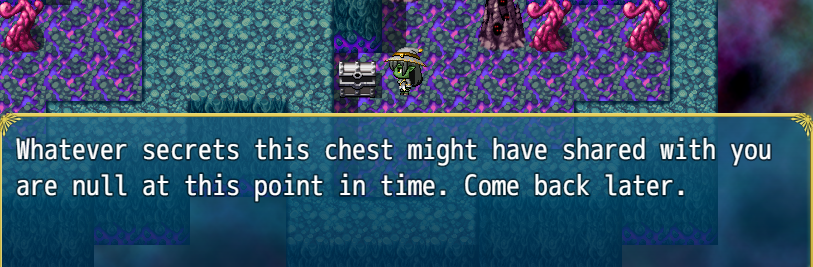 Whatever secrets this chest might have shared with you
are null at this point in time. Come back later.